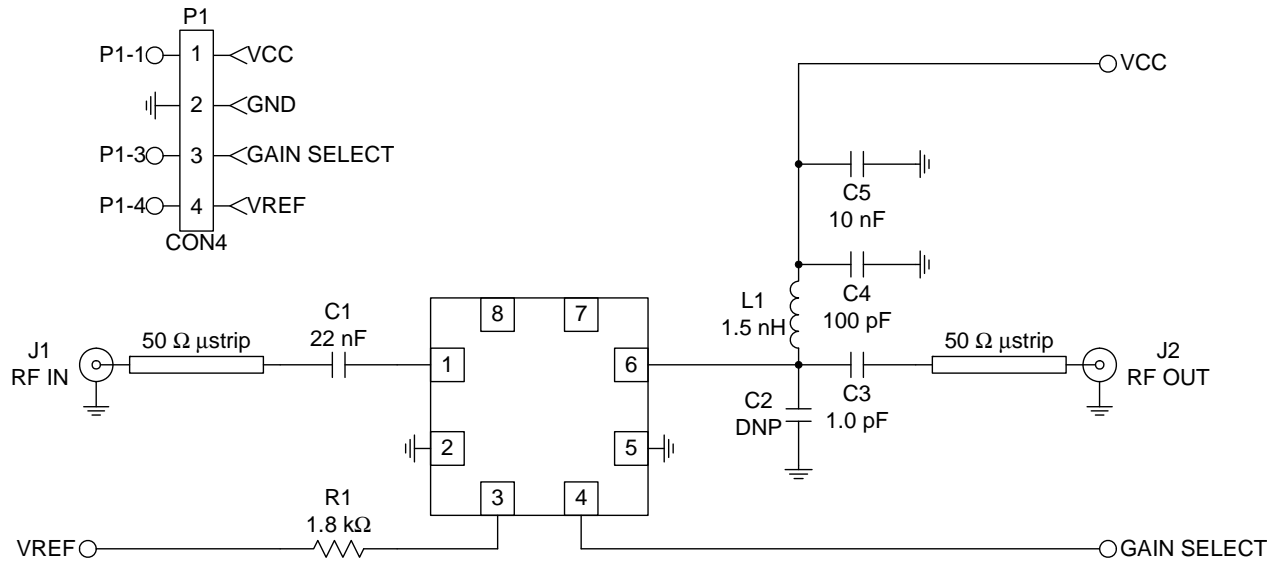 P1
P1-1 1 VCC
2 GND
P1-3 3 GAIN SELECT
P1-4 4 VREF
CON4
VCC
C5
10 nF
C4
100 pF
L1
1.5 nH
J1
RF IN
50 Ω µstrip
C1
22 nF
8 7
1 6
2 5
3 4
C2
DNP
C3
1.0 pF
50 Ω µstrip
J2
RF OUT
R1
1.8 kΩ
VREF
GAIN SELECT